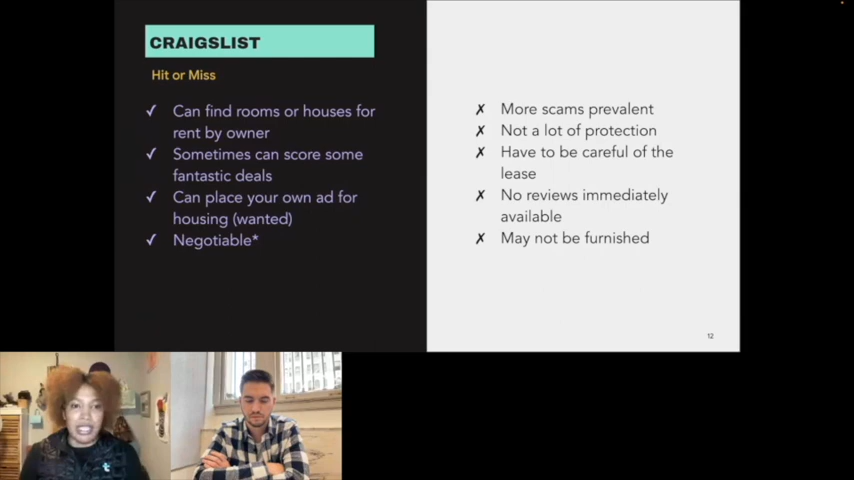 CRAIGSLIST
Hit or Miss
✓ Can find rooms or houses for
rent by owner
✓ Sometimes can score some
fantastic deals
✓ Can place your own ad for
housing (wanted)
✓ Negotiable*
✗ More scams prevalent
✗ Not a lot of protection
✗ Have to be careful of the
lease
✗ No reviews immediately
available
✗ May not be furnished
12
t